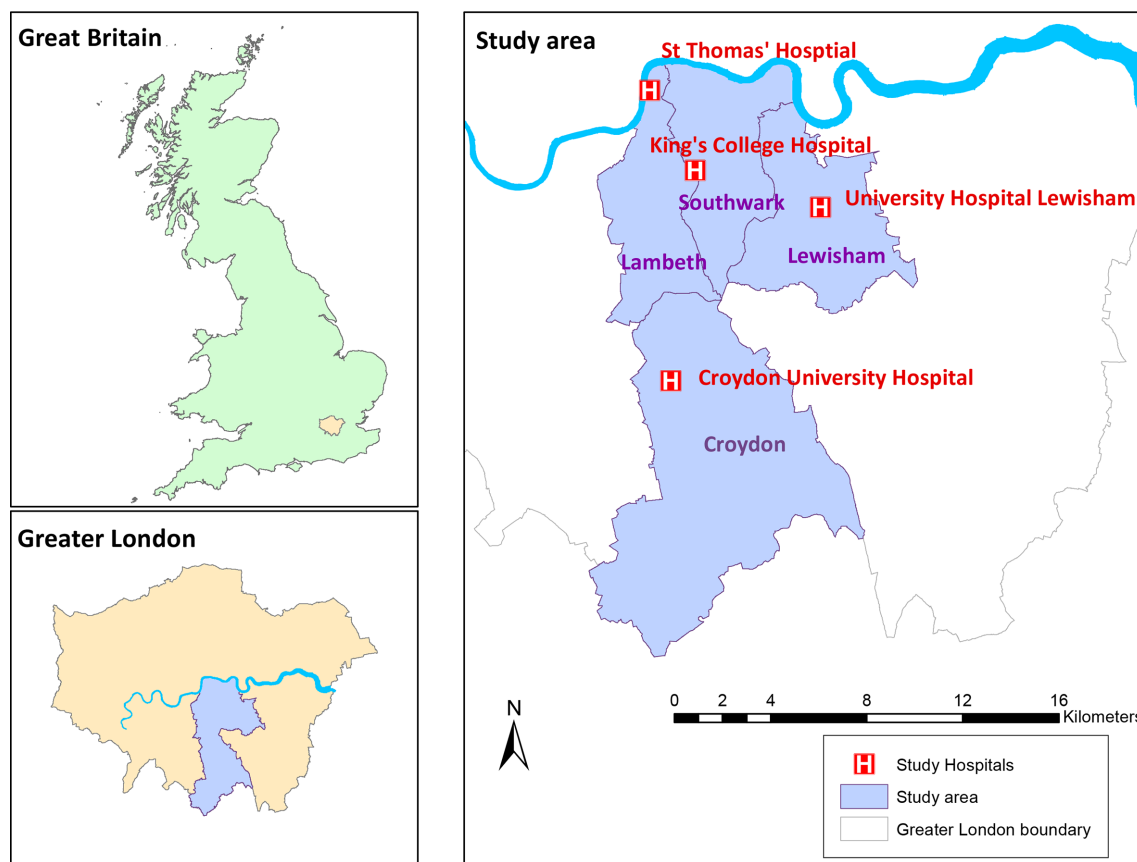 Great Britain
Greater London
Study area
St Thomas' Hosptial
H
King's College Hospital
H
Southwark
University Hospital Lewisham
H
Lambeth
Lewisham
Croydon University Hospital
H
Croydon
N
0 2 4 8 12 16
Kilometers
H Study Hospitals
Study area
Greater London boundary